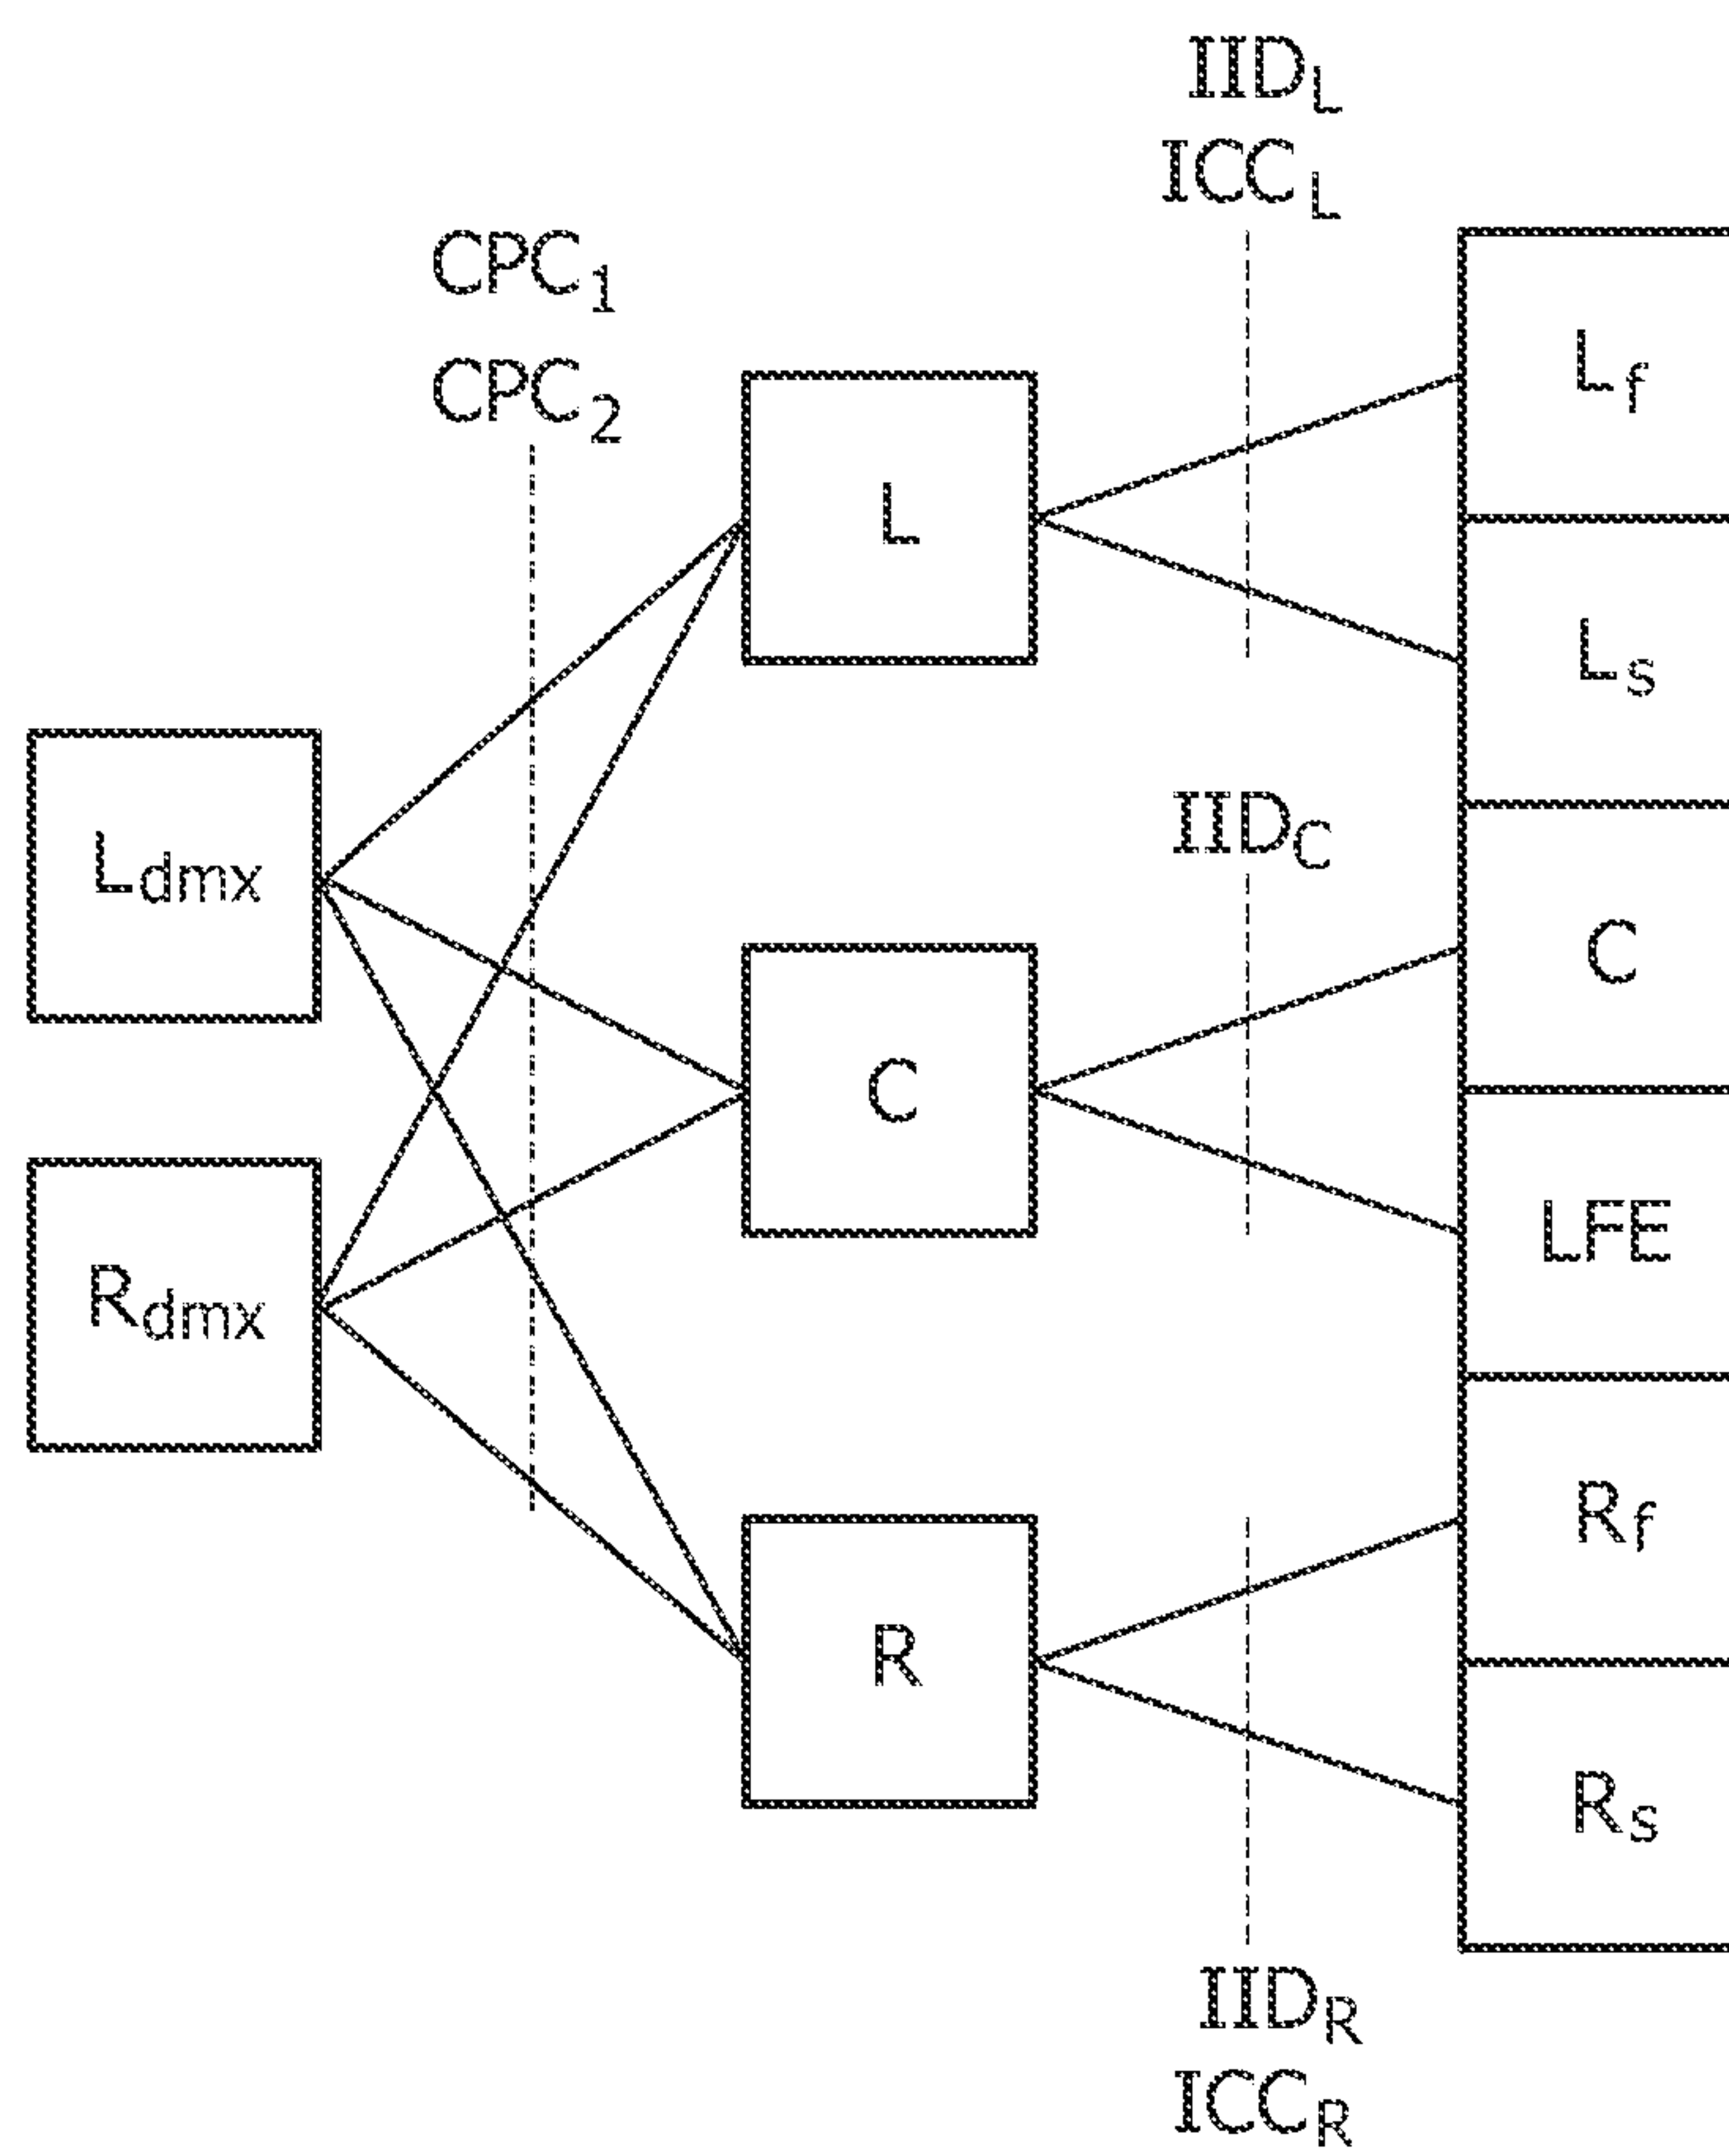 IID_L
ICC_L
CPC_1
CPC_2
L_f
L
L_s
IID_C
L_dmx
C
C
LFE
R_dmx
R_f
R
R_s
IID_R
ICC_R